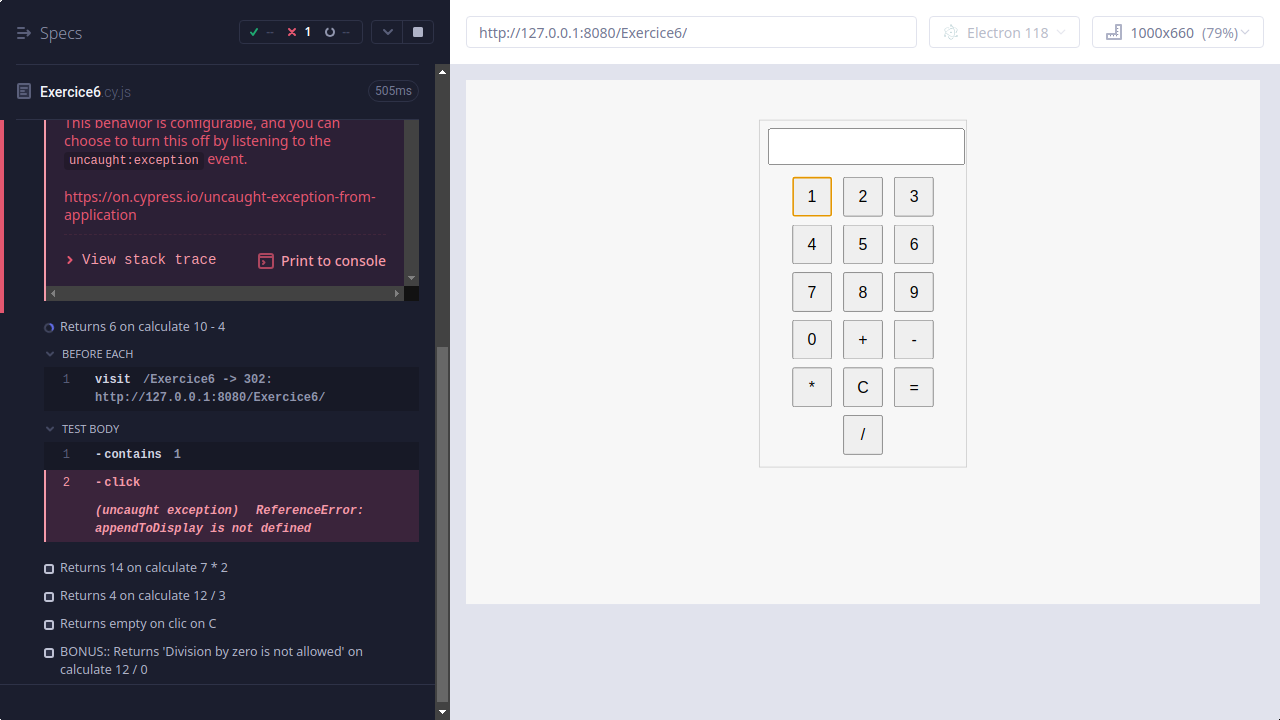 Specs
-- 1 --
http://127.0.0.1:8080/Exercice6/
Electron 118
1000x660 (79%)
Exercice6.cy.js
505ms
This behavior is configurable, and you can
choose to turn this off by listening to the
uncaught:exception event.
https://on.cypress.io/uncaught-exception-from-
application
View stack trace
Print to console
Returns 6 on calculate 10 - 4
BEFORE EACH
1 visit /Exercice6 -> 302:
http://127.0.0.1:8080/Exercice6/
TEST BODY
1 -contains 1
2 -click
(uncaught exception) ReferenceError:
appendToDisplay is not defined
Returns 14 on calculate 7 * 2
Returns 4 on calculate 12 / 3
Returns empty on clic on C
BONUS:: Returns 'Division by zero is not allowed' on
calculate 12 / 0
1 2 3
4 5 6
7 8 9
0 + -
* C =
/